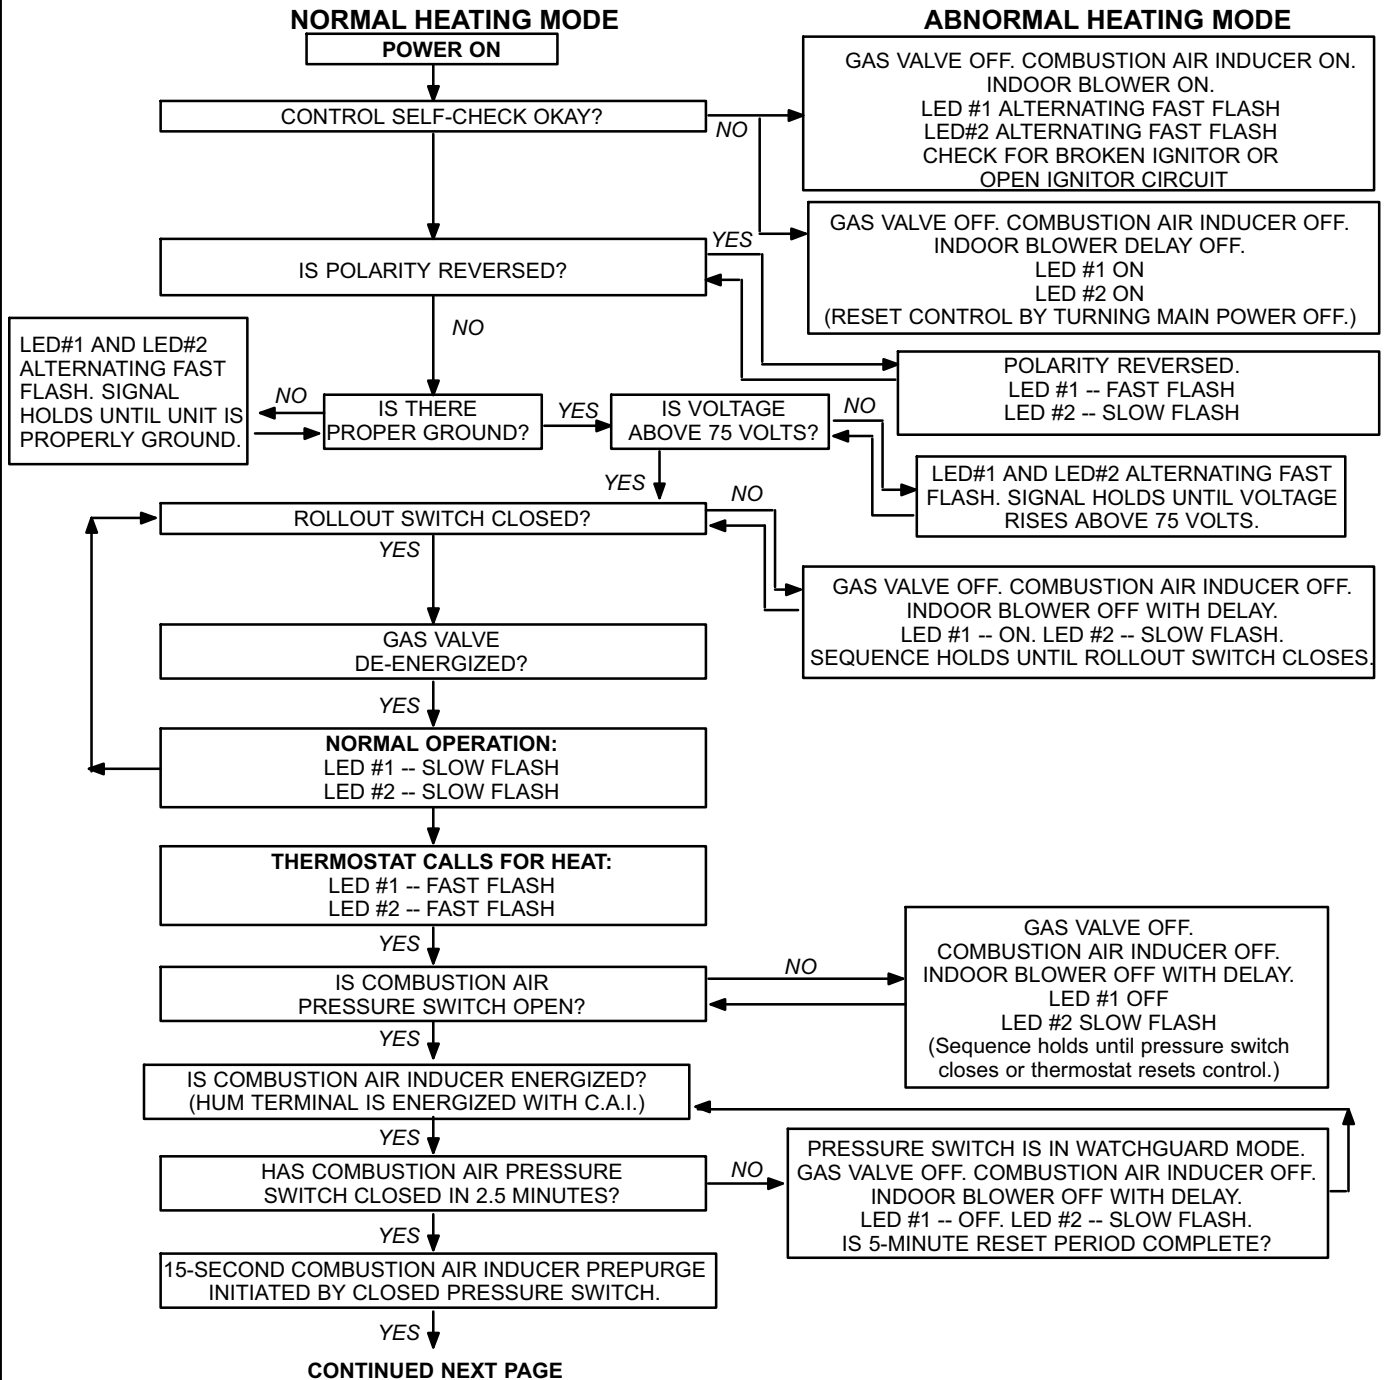 NORMAL HEATING MODE
ABNORMAL HEATING MODE
POWER ON
GAS VALVE OFF. COMBUSTION AIR INDUCER ON.
INDOOR BLOWER ON.
LED #1 ALTERNATING FAST FLASH
LED#2 ALTERNATING FAST FLASH
CHECK FOR BROKEN IGNITOR OR
OPEN IGNITOR CIRCUIT
CONTROL SELF-CHECK OKAY?
NO
GAS VALVE OFF. COMBUSTION AIR INDUCER OFF.
INDOOR BLOWER DELAY OFF.
LED #1 ON
LED #2 ON
(RESET CONTROL BY TURNING MAIN POWER OFF.)
YES
IS POLARITY REVERSED?
NO
POLARITY REVERSED.
LED #1 -- FAST FLASH
LED #2 -- SLOW FLASH
LED#1 AND LED#2
ALTERNATING FAST
FLASH. SIGNAL
HOLDS UNTIL UNIT IS
PROPERLY GROUND.
NO
IS THERE
PROPER GROUND?
YES
IS VOLTAGE
ABOVE 75 VOLTS?
NO
LED#1 AND LED#2 ALTERNATING FAST
FLASH. SIGNAL HOLDS UNTIL VOLTAGE
RISES ABOVE 75 VOLTS.
YES
NO
ROLLOUT SWITCH CLOSED?
YES
GAS VALVE OFF. COMBUSTION AIR INDUCER OFF.
INDOOR BLOWER OFF WITH DELAY.
LED #1 -- ON. LED #2 -- SLOW FLASH.
SEQUENCE HOLDS UNTIL ROLLOUT SWITCH CLOSES.
GAS VALVE
DE-ENERGIZED?
YES
NORMAL OPERATION:
LED #1 -- SLOW FLASH
LED #2 -- SLOW FLASH
THERMOSTAT CALLS FOR HEAT:
LED #1 -- FAST FLASH
LED #2 -- FAST FLASH
YES
IS COMBUSTION AIR
PRESSURE SWITCH OPEN?
NO
GAS VALVE OFF.
COMBUSTION AIR INDUCER OFF.
INDOOR BLOWER OFF WITH DELAY.
LED #1 OFF
LED #2 SLOW FLASH
(Sequence holds until pressure switch
closes or thermostat resets control.)
YES
IS COMBUSTION AIR INDUCER ENERGIZED?
(HUM TERMINAL IS ENERGIZED WITH C.A.I.)
YES
HAS COMBUSTION AIR PRESSURE
SWITCH CLOSED IN 2.5 MINUTES?
NO
PRESSURE SWITCH IS IN WATCHGUARD MODE.
GAS VALVE OFF. COMBUSTION AIR INDUCER OFF.
INDOOR BLOWER OFF WITH DELAY.
LED #1 -- OFF. LED #2 -- SLOW FLASH.
IS 5-MINUTE RESET PERIOD COMPLETE?
YES
15-SECOND COMBUSTION AIR INDUCER PREPURGE
INITIATED BY CLOSED PRESSURE SWITCH.
YES
CONTINUED NEXT PAGE